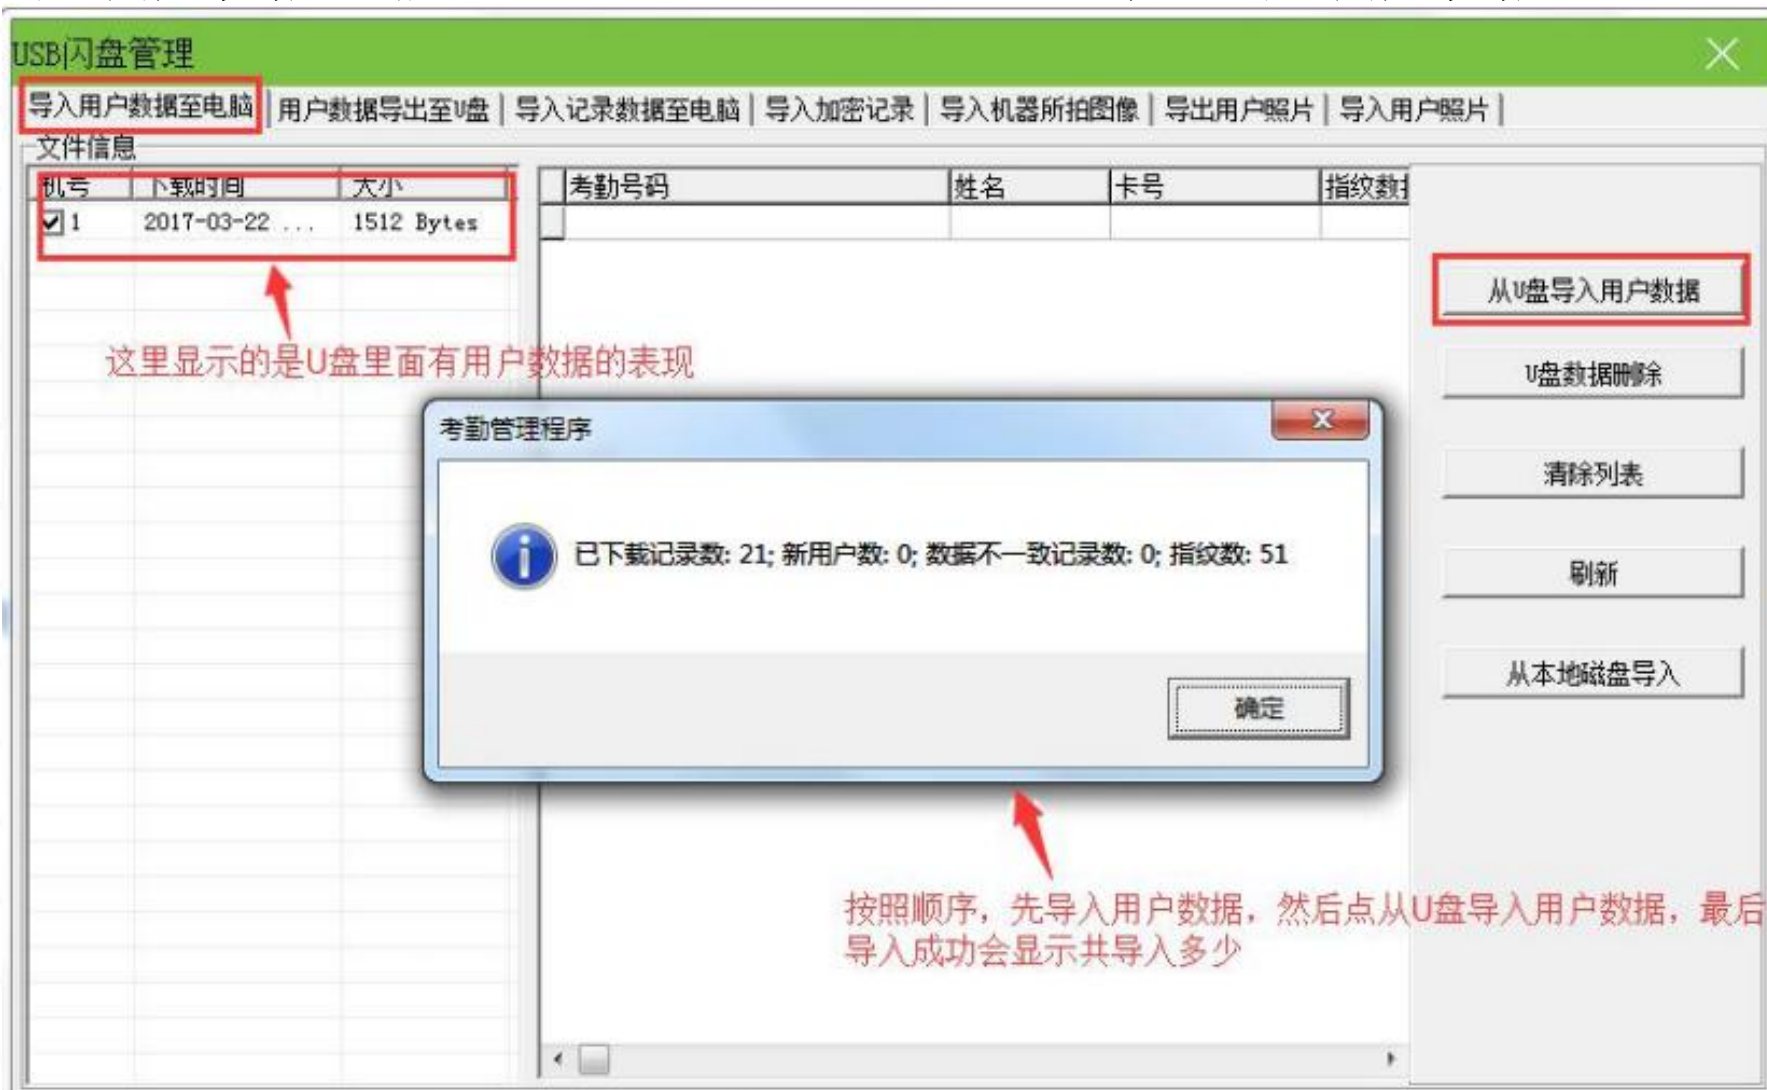 USB闪盘管理
导入用户数据至电脑 用户数据导出至U盘 导入记录数据至电脑 导入加密记录 导入机器所拍图像 导出用户照片 导入用户照片
文件信息
机号 下载时间 大小 考勤号码 姓名 卡号 指纹数
1 2017-03-22 ... 1512 Bytes
从U盘导入用户数据
这里显示的是U盘里面有用户数据的表现
U盘数据删除
考勤管理程序
清除列表
已下载记录数: 21; 新用户数: 0; 数据不一致记录数: 0; 指纹数: 51
刷新
从本地磁盘导入
确定
按照顺序，先导入用户数据，然后点从U盘导入用户数据，最后
导入成功会显示共导入多少